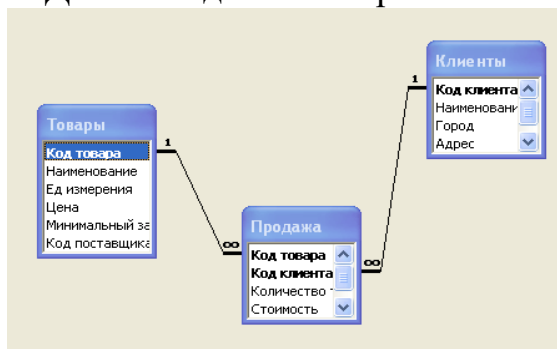 Клиенты
Код клиента
Наименовани
Город
Адрес
Товары
Код товара
Наименование
Ед измерения
Цена
Минимальный за
Код поставщика
Продажа
Код товара
Код клиента
Количество
Стоимость
1
1
∞
∞